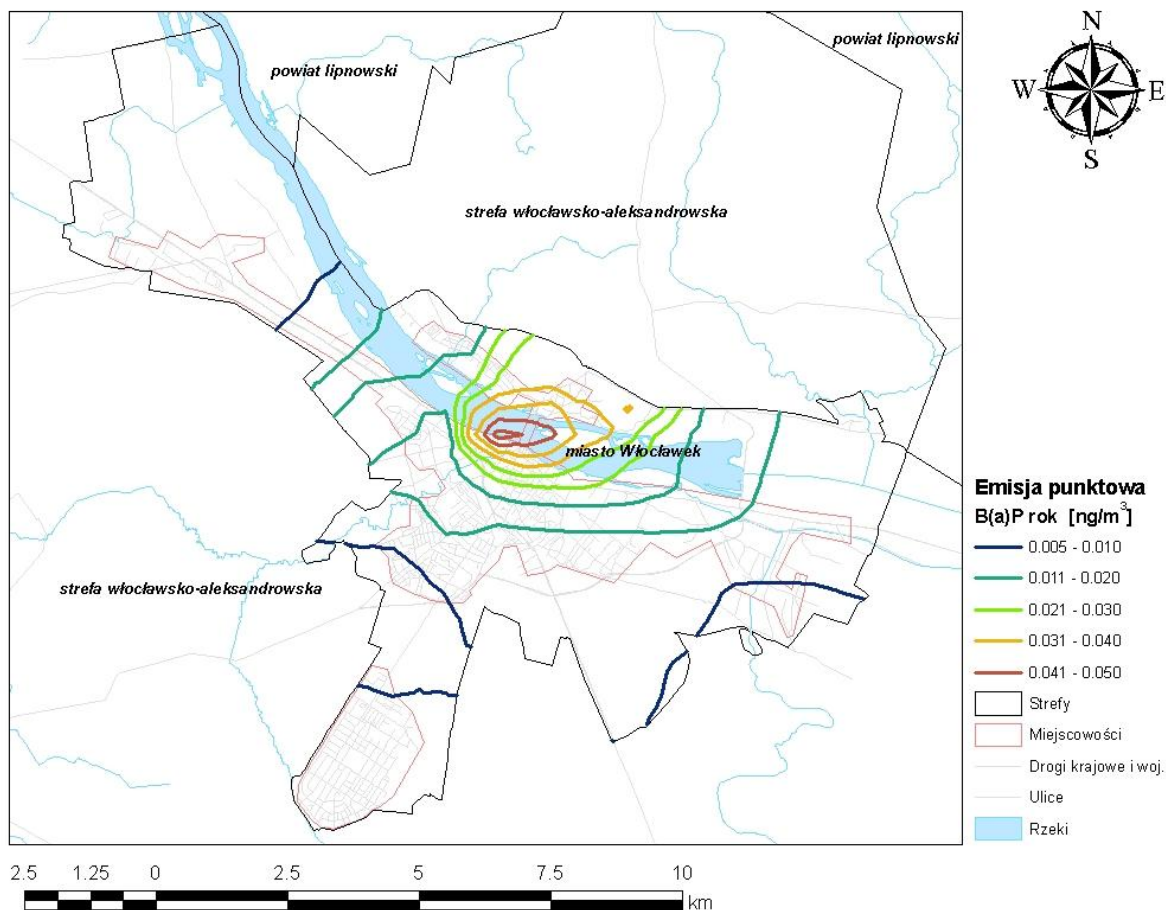 powiat lipnowski
powiat lipnowski
N
W
E
S
strefa włocławsko-aleksandrowska
miasto Włocławek
strefa włocławsko-aleksandrowska
Emisja punktowa
B(a)P rok [ng/m³]
0.005 - 0.010
0.011 - 0.020
0.021 - 0.030
0.031 - 0.040
0.041 - 0.050
Strefy
Miejscowości
Drogi krajowe i woj.
Ulice
Rzeki
2.5 1.25 0 2.5 5 7.5 10
km